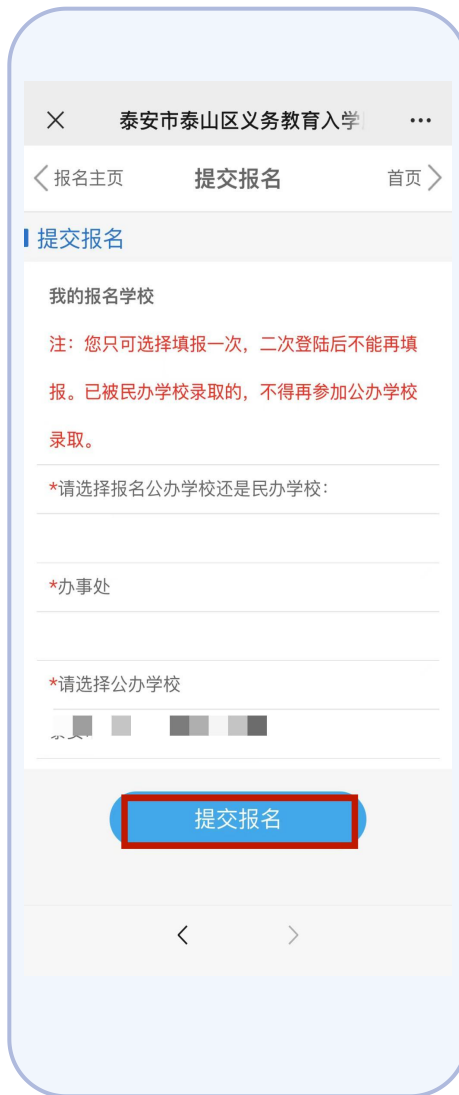 泰安市泰山区义务教育入学
报名主页 提交报名 首页
提交报名
我的报名学校
注：您只可选择填报一次，二次登陆后不能再填
报。已被民办学校录取的，不得再参加公办学校
录取。
*请选择报名公办学校还是民办学校：
*办事处
*请选择公办学校
提交报名